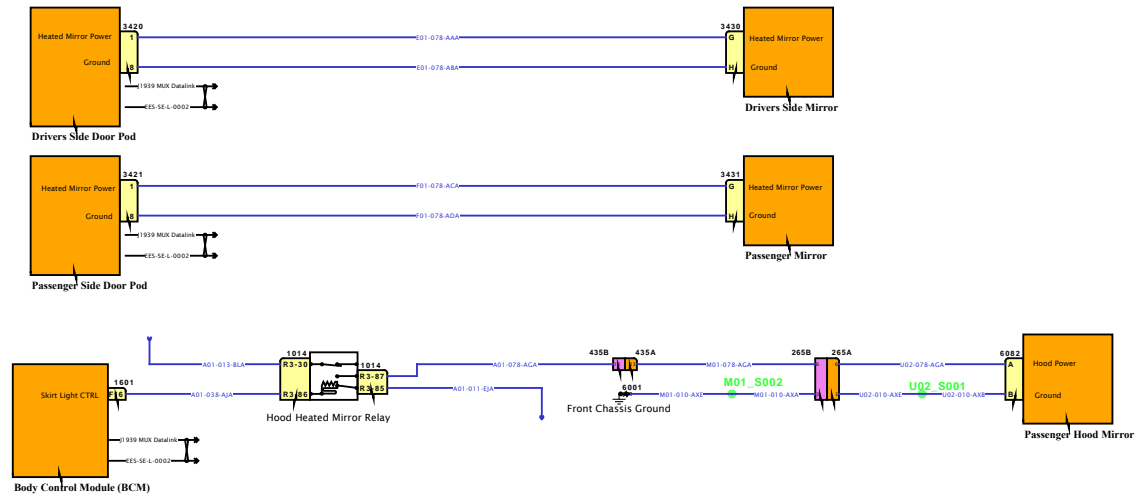 3420
3430
Heated Mirror Power
1
E01-078-AAA
G
Heated Mirror Power
Ground
8
E01-078-ABA
H
Ground
J1939 MUX Datalink
EES-SE-L-0002
Drivers Side Door Pod
Drivers Side Mirror
3421
3431
Heated Mirror Power
1
F01-078-ACA
G
Heated Mirror Power
Ground
8
F01-078-ADA
H
Ground
J1939 MUX Datalink
EES-SE-L-0002
Passenger Side Door Pod
Passenger Mirror
1014
1014
435B
435A
265B
265A
6082
A01-013-BLA
R3-30
R3-87
A01-078-AGA
M01-078-AGA
U02-078-AGA
A
Hood Power
1601
Skirt Light CTRL
F16
A01-038-AJA
R3-86
R3-85
A01-011-EJA
6001
M01-010-AXE
M01_S002
M01-010-AXA
U02-010-AXE
U02_S001
U02-010-AXB
B
Ground
Hood Heated Mirror Relay
Front Chassis Ground
Passenger Hood Mirror
J1939 MUX Datalink
EES-SE-L-0002
Body Control Module (BCM)